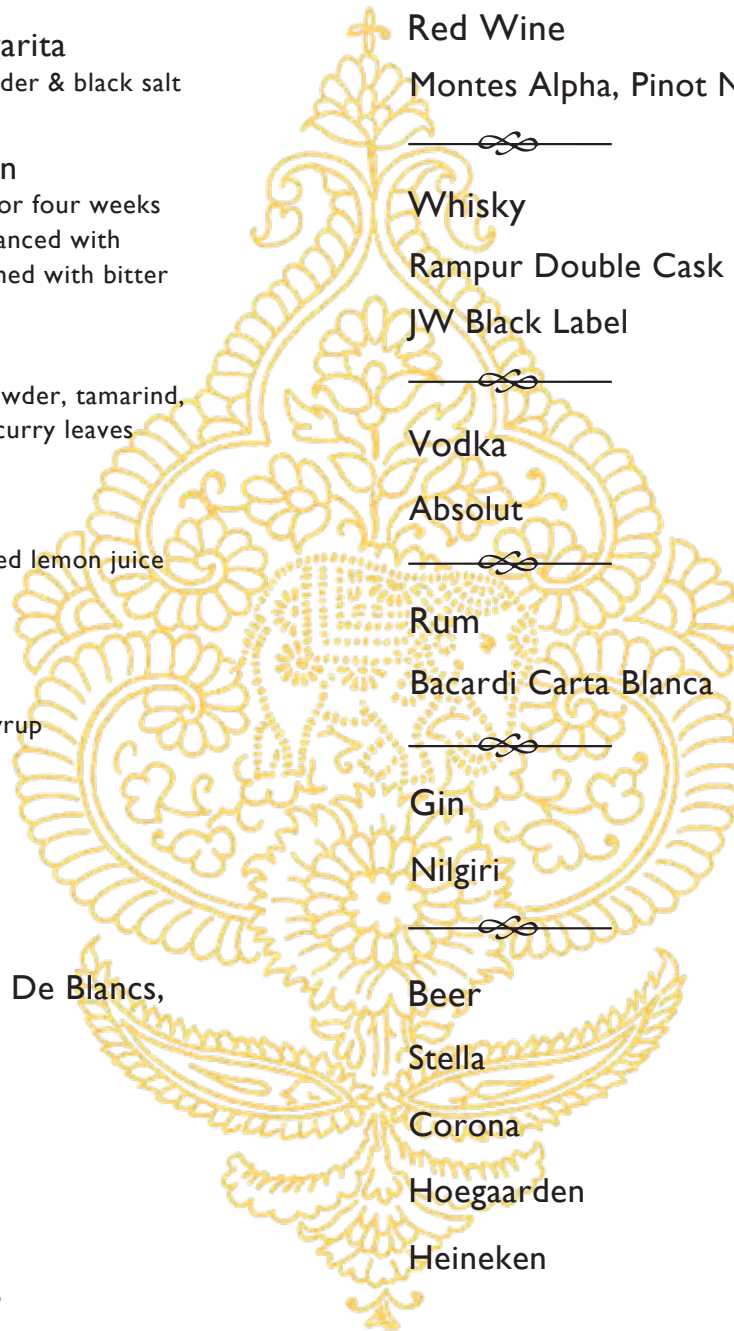 arita
der & black salt
n
or four weeks
anced with
ned with bitter
wder, tamarind,
curry leaves
ed lemon juice
yrup
De Blancs,
Red Wine
Montes Alpha, Pinot N
Whisky
Rampur Double Cask
JW Black Label
Vodka
Absolut
Rum
Bacardi Carta Blanca
Gin
Nilgiri
Beer
Stella
Corona
Hoegaarden
Heineken